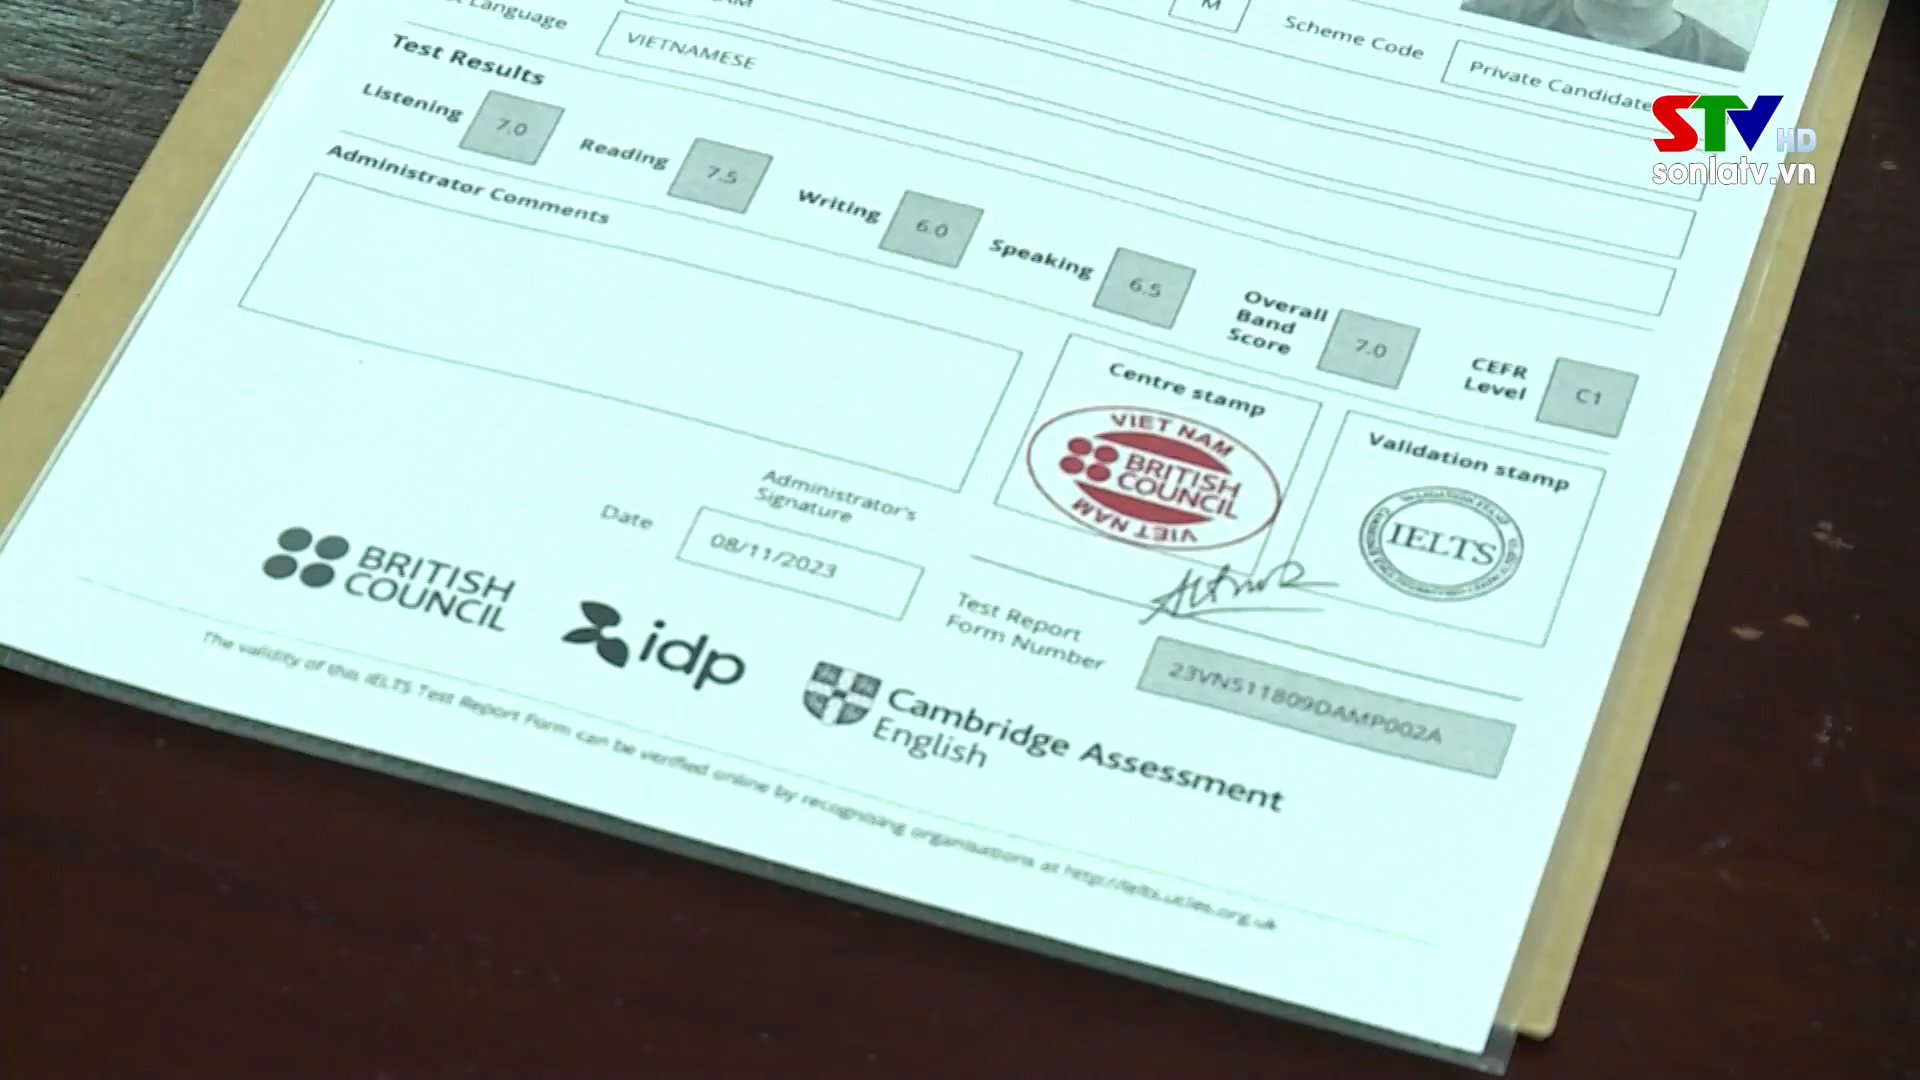 M
Language
VIETNAMESE
Scheme Code
Private Candidate
STV HD
sonlatv.vn
Test Results
Listening 7.0
Reading 7.5
Writing 6.0
Speaking 6.5
Overall Band Score 7.0
CEFR Level C1
Administrator Comments
Centre stamp
VIET NAM
BRITISH
COUNCIL
VIET NAM
Validation stamp
IELTS
Date
08/11/2023
Administrator's
Signature
Test Report
Form Number
23VN511809DAMP002A
BRITISH
COUNCIL
idp
Cambridge Assessment
English
The validity of this IELTS Test Report Form can be verified online by recognising organisations at http://ielts.ucles.org.uk